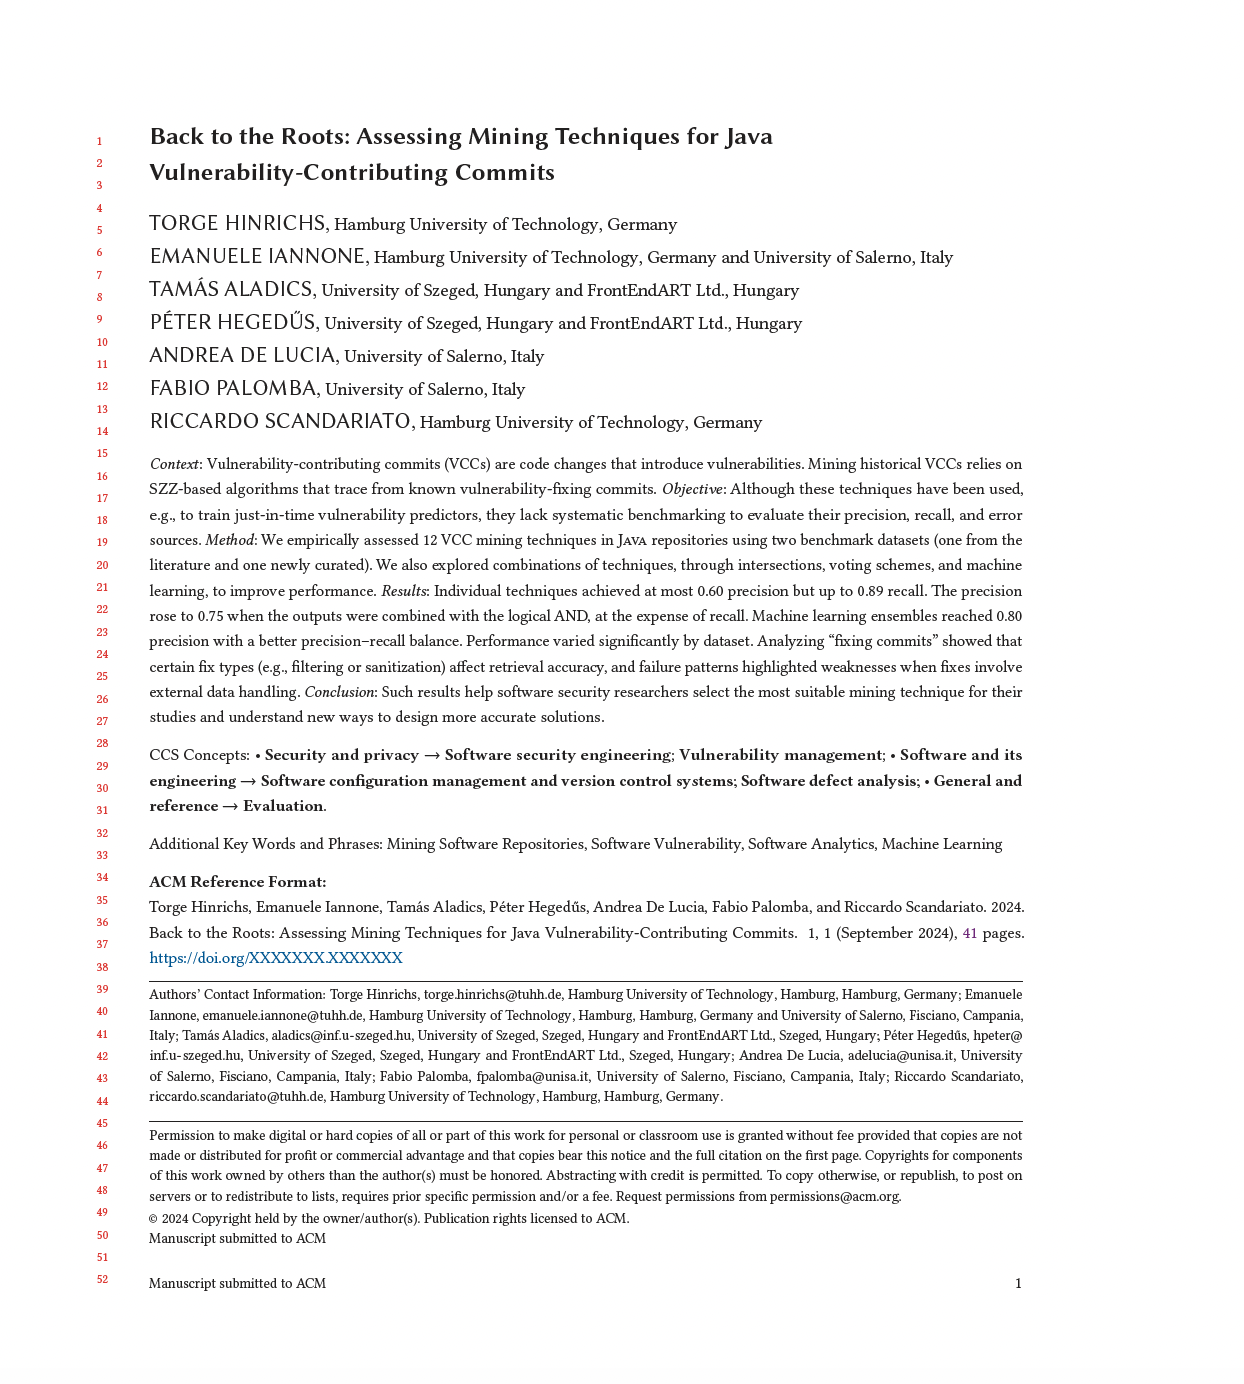 1 Back to the Roots: Assessing Mining Techniques for Java
2
3 Vulnerability-Contributing Commits
4
5 TORGE HINRICHS, Hamburg University of Technology, Germany
6 EMANUELE IANNONE, Hamburg University of Technology, Germany and University of Salerno, Italy
7
8 TAMÁS ALADICS, University of Szeged, Hungary and FrontEndART Ltd., Hungary
9 PÉTER HEGEDŰS, University of Szeged, Hungary and FrontEndART Ltd., Hungary
10
11 ANDREA DE LUCIA, University of Salerno, Italy
12 FABIO PALOMBA, University of Salerno, Italy
13
14 RICCARDO SCANDARIATO, Hamburg University of Technology, Germany
15 Context: Vulnerability-contributing commits (VCCs) are code changes that introduce vulnerabilities. Mining historical VCCs relies on
16
17 SZZ-based algorithms that trace from known vulnerability-fixing commits. Objective: Although these techniques have been used,
18 e.g., to train just-in-time vulnerability predictors, they lack systematic benchmarking to evaluate their precision, recall, and error
19 sources. Method: We empirically assessed 12 VCC mining techniques in JAVA repositories using two benchmark datasets (one from the
20 literature and one newly curated). We also explored combinations of techniques, through intersections, voting schemes, and machine
21 learning, to improve performance. Results: Individual techniques achieved at most 0.60 precision but up to 0.89 recall. The precision
22 rose to 0.75 when the outputs were combined with the logical AND, at the expense of recall. Machine learning ensembles reached 0.80
23 precision with a better precision–recall balance. Performance varied significantly by dataset. Analyzing “fixing commits” showed that
24
25 certain fix types (e.g., filtering or sanitization) affect retrieval accuracy, and failure patterns highlighted weaknesses when fixes involve
26 external data handling. Conclusion: Such results help software security researchers select the most suitable mining technique for their
27 studies and understand new ways to design more accurate solutions.
28
29 CCS Concepts: • Security and privacy → Software security engineering; Vulnerability management; • Software and its
30 engineering → Software configuration management and version control systems; Software defect analysis; • General and
31 reference → Evaluation.
32
33 Additional Key Words and Phrases: Mining Software Repositories, Software Vulnerability, Software Analytics, Machine Learning
34 ACM Reference Format:
35 Torge Hinrichs, Emanuele Iannone, Tamás Aladics, Péter Hegedűs, Andrea De Lucia, Fabio Palomba, and Riccardo Scandariato. 2024.
36
37 Back to the Roots: Assessing Mining Techniques for Java Vulnerability-Contributing Commits. 1, 1 (September 2024), 41 pages.
38 https://doi.org/XXXXXXX.XXXXXXX
39 Authors’ Contact Information: Torge Hinrichs, torge.hinrichs@tuhh.de, Hamburg University of Technology, Hamburg, Hamburg, Germany; Emanuele
40 Iannone, emanuele.iannone@tuhh.de, Hamburg University of Technology, Hamburg, Hamburg, Germany and University of Salerno, Fisciano, Campania,
41 Italy; Tamás Aladics, aladics@inf.u-szeged.hu, University of Szeged, Szeged, Hungary and FrontEndART Ltd., Szeged, Hungary; Péter Hegedűs, hpeter@
42 inf.u-szeged.hu, University of Szeged, Szeged, Hungary and FrontEndART Ltd., Szeged, Hungary; Andrea De Lucia, adelucia@unisa.it, University
43 of Salerno, Fisciano, Campania, Italy; Fabio Palomba, fpalomba@unisa.it, University of Salerno, Fisciano, Campania, Italy; Riccardo Scandariato,
44 riccardo.scandariato@tuhh.de, Hamburg University of Technology, Hamburg, Hamburg, Germany.
45
46 Permission to make digital or hard copies of all or part of this work for personal or classroom use is granted without fee provided that copies are not
made or distributed for profit or commercial advantage and that copies bear this notice and the full citation on the first page. Copyrights for components
47 of this work owned by others than the author(s) must be honored. Abstracting with credit is permitted. To copy otherwise, or republish, to post on
48 servers or to redistribute to lists, requires prior specific permission and/or a fee. Request permissions from permissions@acm.org.
49 © 2024 Copyright held by the owner/author(s). Publication rights licensed to ACM.
50 Manuscript submitted to ACM
51
52 Manuscript submitted to ACM 1